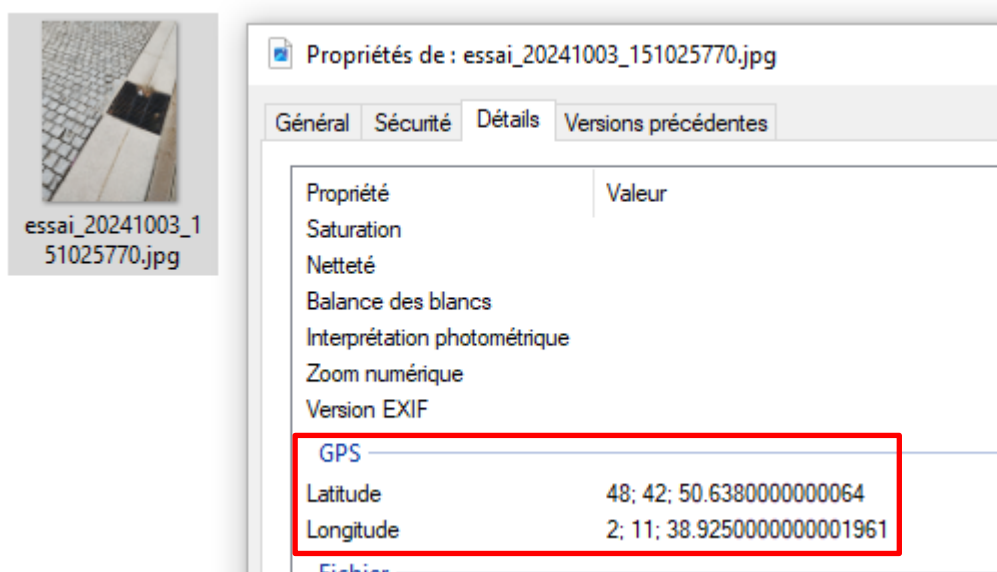 essai_20241003_1
51025770.jpg
Propriétés de : essai_20241003_151025770.jpg
Général Sécurité Détails Versions précédentes
Propriété Valeur
Saturation
Netteté
Balance des blancs
Interprétation photométrique
Zoom numérique
Version EXIF
GPS
Latitude 48; 42; 50.6380000000064
Longitude 2; 11; 38.9250000000001961
Fichier